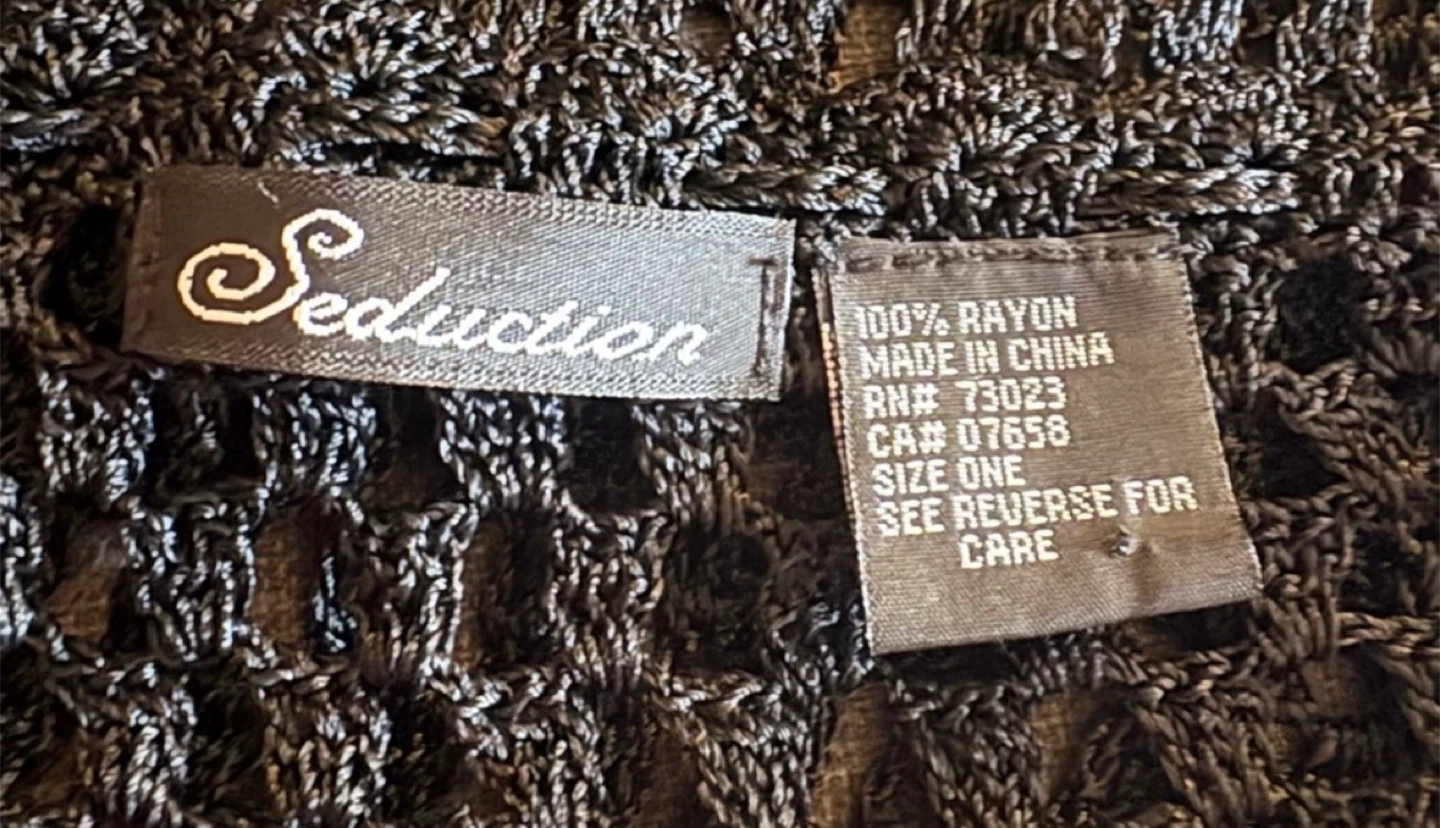 Seduction
100% RAYON
MADE IN CHINA
RN# 73023
CA# 07658
SIZE ONE
SEE REVERSE FOR
CARE